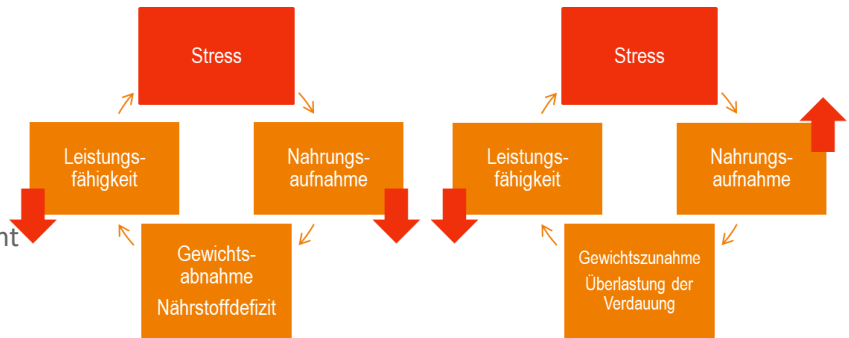 Stress
Leistungs-
fähigkeit
Nahrungs-
aufnahme
Gewichts-
abnahme
Nährstoffdefizit
Stress
Leistungs-
fähigkeit
Nahrungs-
aufnahme
Gewichtszunahme
Überlastung der
Verdauung